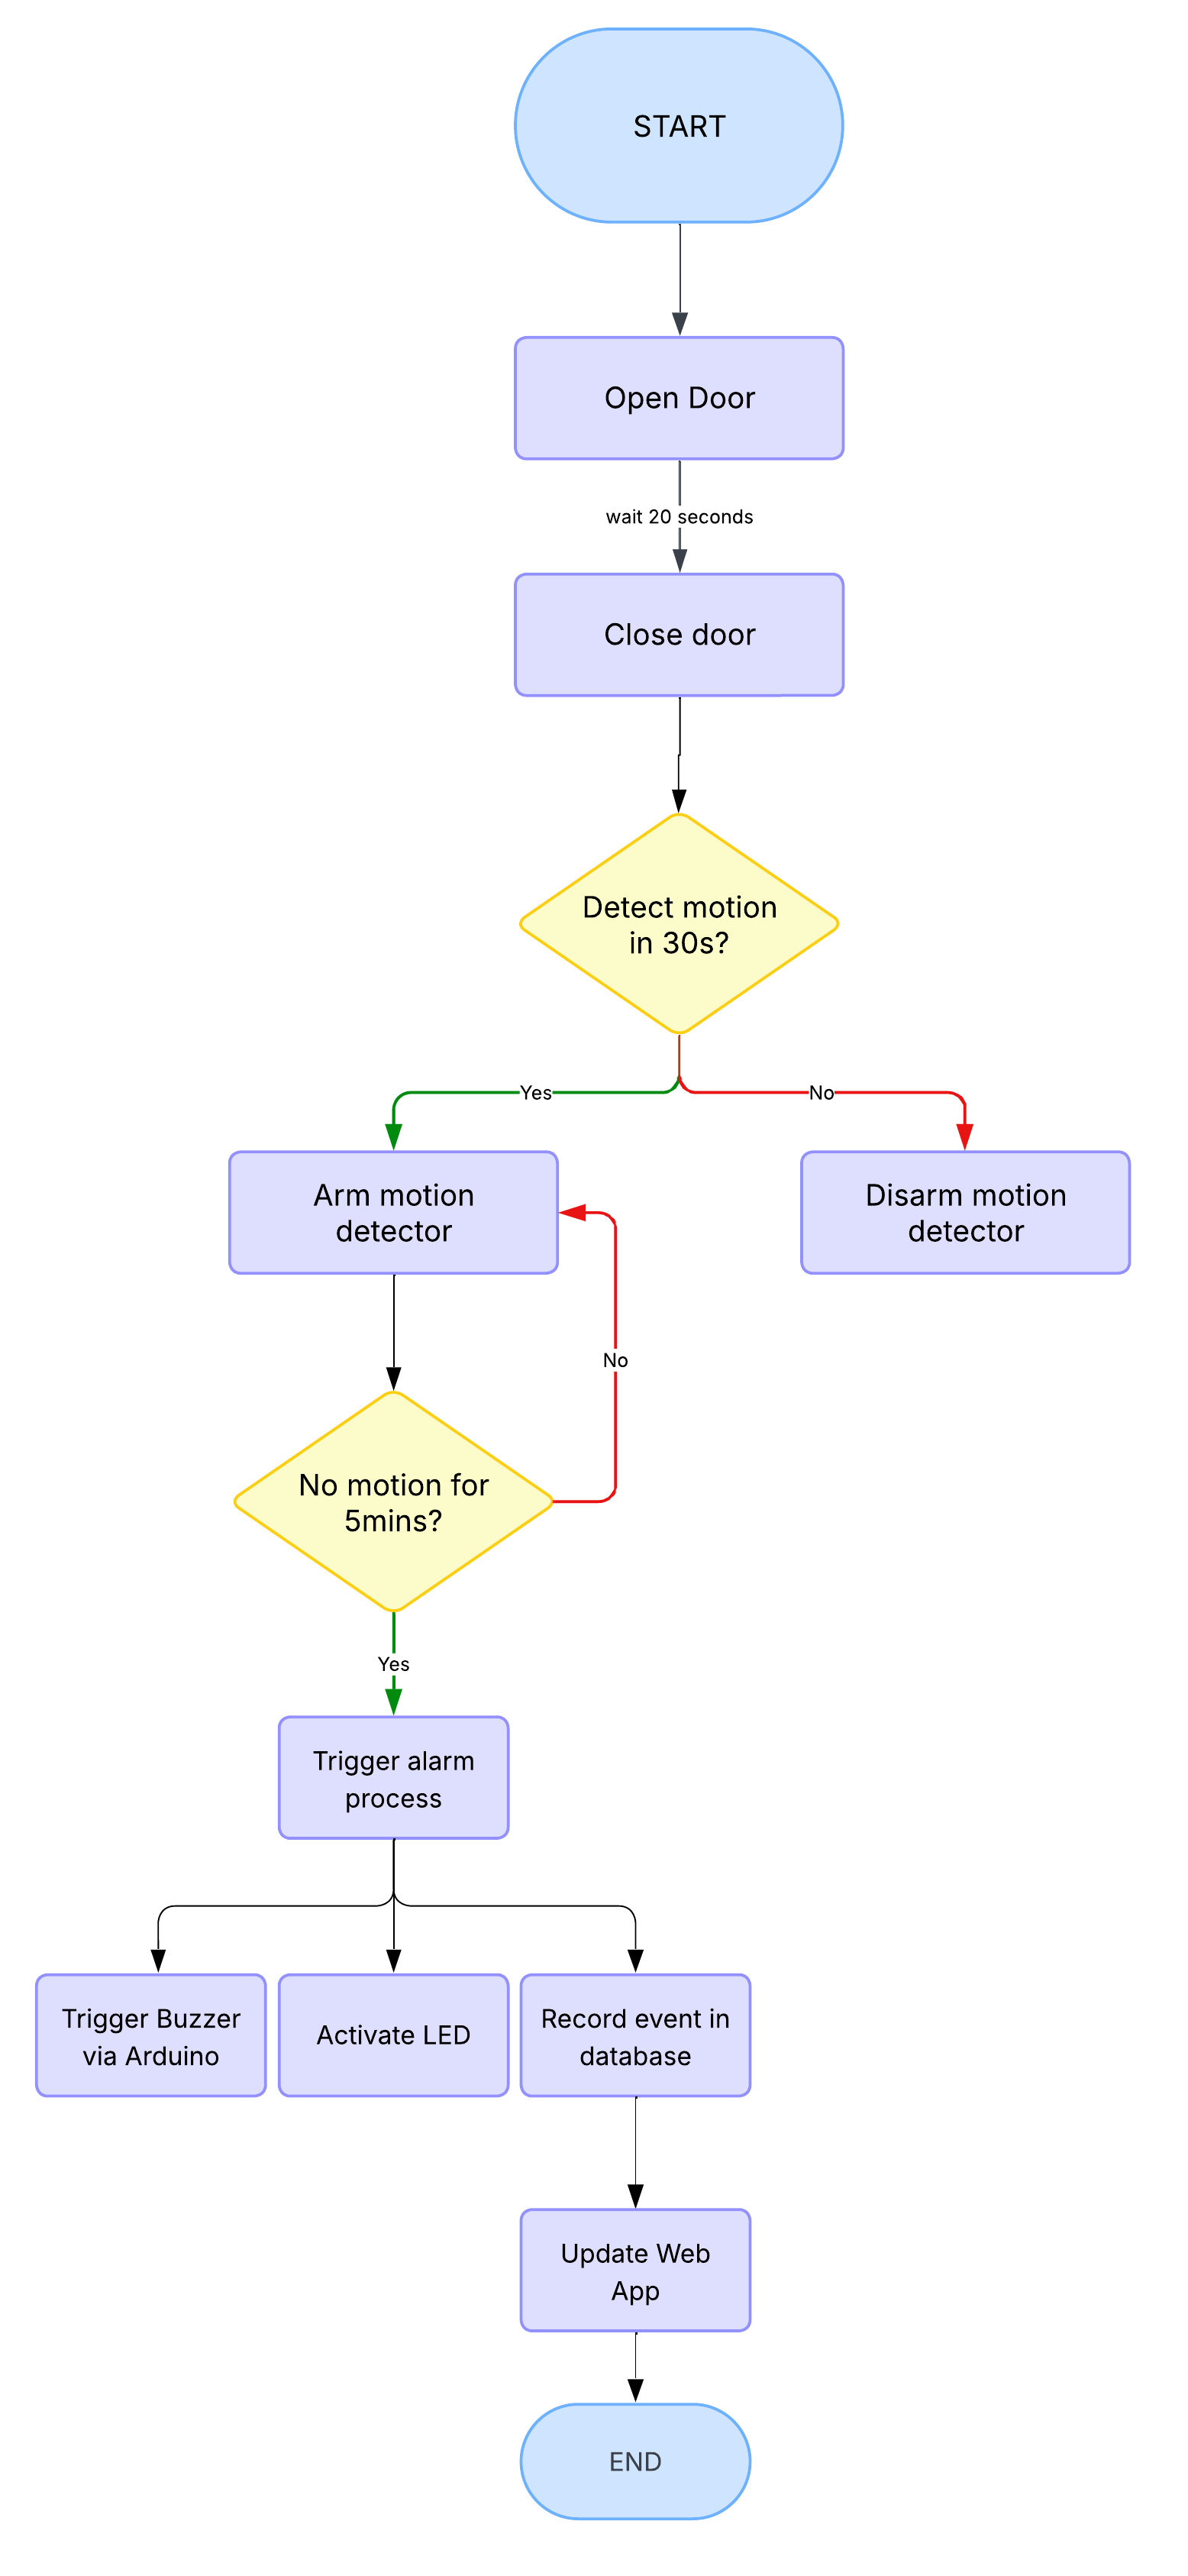 START
Open Door
wait 20 seconds
Close door
Detect motion
in 30s?
Yes
No
Arm motion
detector
Disarm motion
detector
No
No motion for
5mins?
Yes
Trigger alarm
process
Trigger Buzzer
via Arduino
Activate LED
Record event in
database
Update Web
App
END